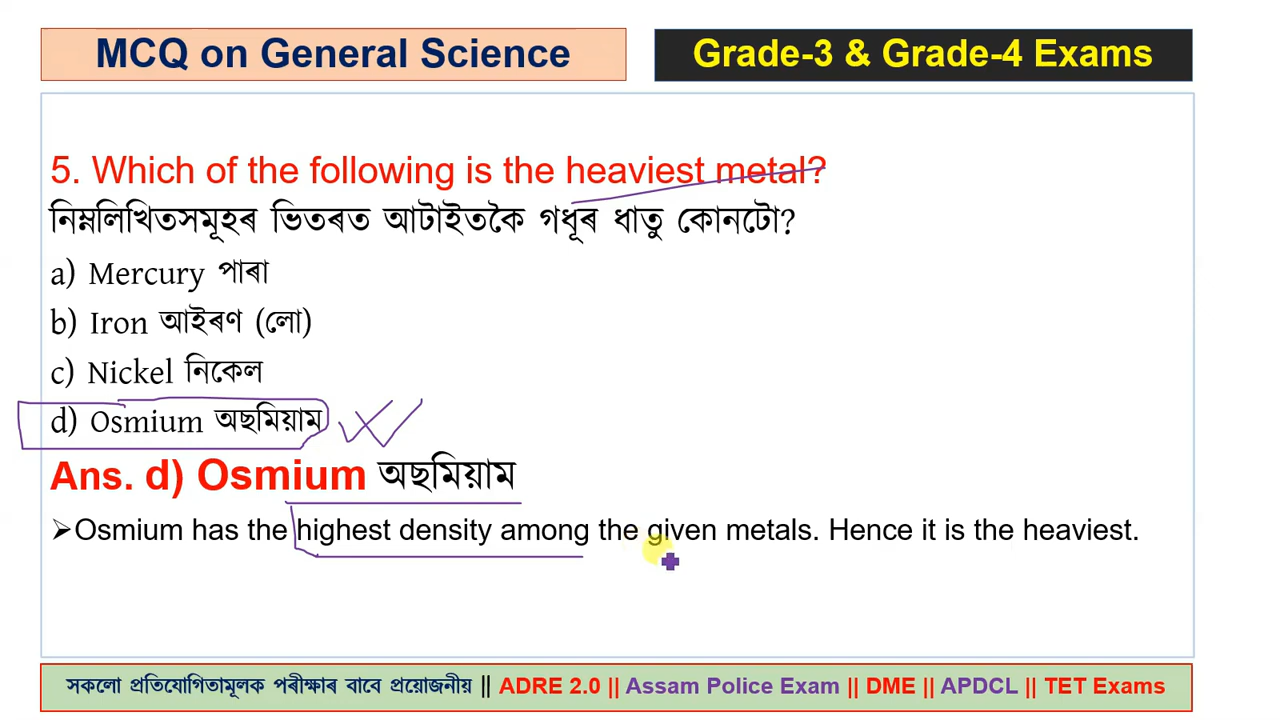 MCQ on General Science
Grade-3 & Grade-4 Exams
5. Which of the following is the heaviest metal?
নিম্নলিখিতসমূহৰ ভিতৰত আটাইতকৈ গধূৰ ধাতু কোনটো?
a) Mercury পাৰা
b) Iron আইৰণ (লো)
c) Nickel নিকেল
d) Osmium অছমিয়াম
Ans. d) Osmium অছমিয়াম
➢Osmium has the highest density among the given metals. Hence it is the heaviest.
সকলো প্ৰতিযোগিতামূলক পৰীক্ষাৰ বাবে প্ৰয়োজনীয় || ADRE 2.0 || Assam Police Exam || DME || APDCL || TET Exams